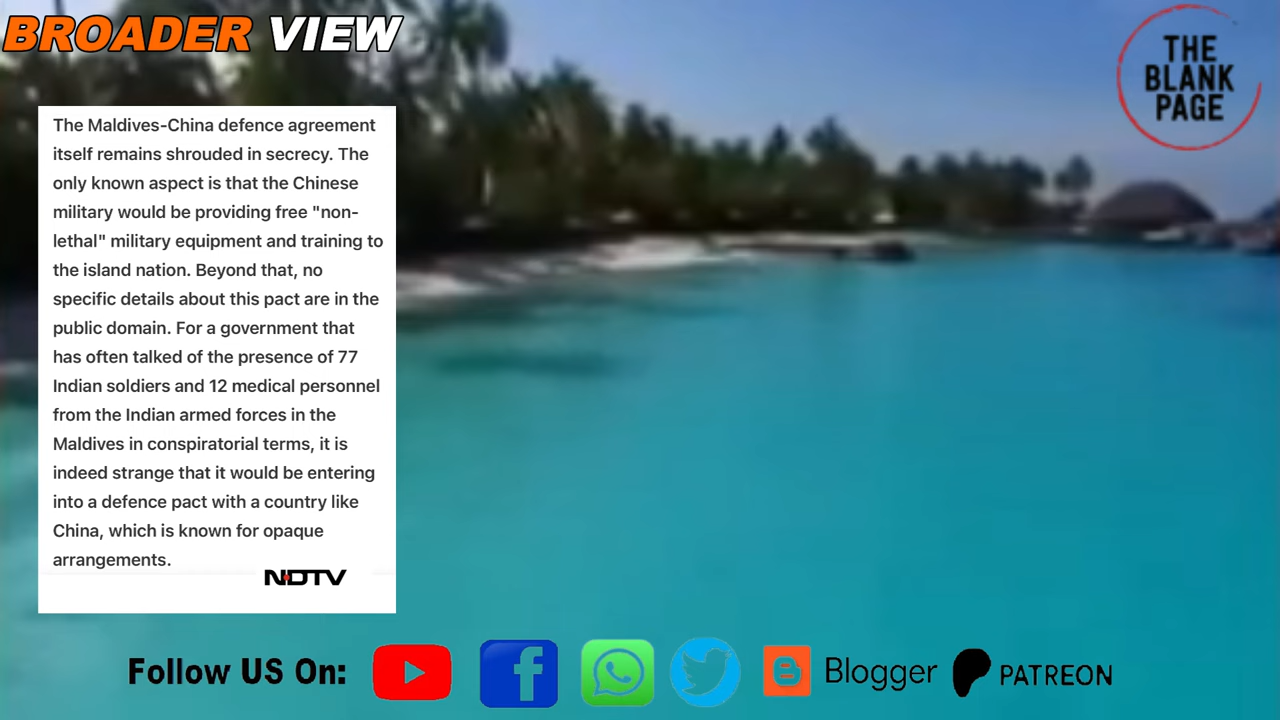 BROADER VIEW
THE
BLANK
PAGE
The Maldives-China defence agreement
itself remains shrouded in secrecy. The
only known aspect is that the Chinese
military would be providing free "non-
lethal" military equipment and training to
the island nation. Beyond that, no
specific details about this pact are in the
public domain. For a government that
has often talked of the presence of 77
Indian soldiers and 12 medical personnel
from the Indian armed forces in the
Maldives in conspiratorial terms, it is
indeed strange that it would be entering
into a defence pact with a country like
China, which is known for opaque
arrangements.
NDTV
Follow US On: Blogger PATREON